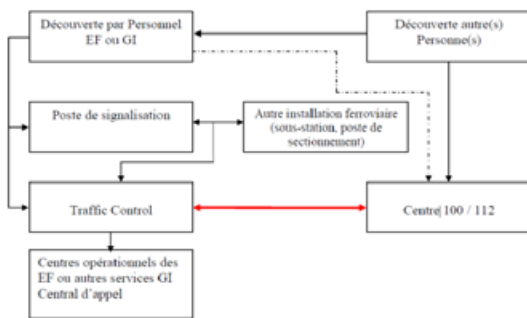 Découverte par Personnel
EF ou GI
Découverte autre(s)
Personne(s)
Poste de signalisation
Autre installation ferroviaire
(sous-station, poste de
sectionnement)
Traffic Control
Centre 100 / 112
Centres opérationnels des
EF ou autres services GI
Central d'appel